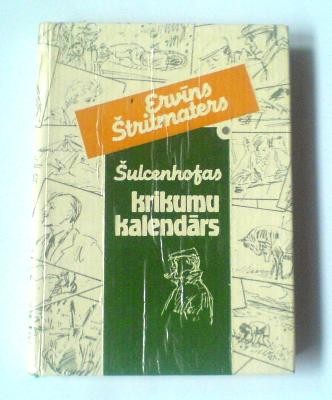 Ervīns
Štritmaters
Šulcenhofas
krikumu
kalendārs